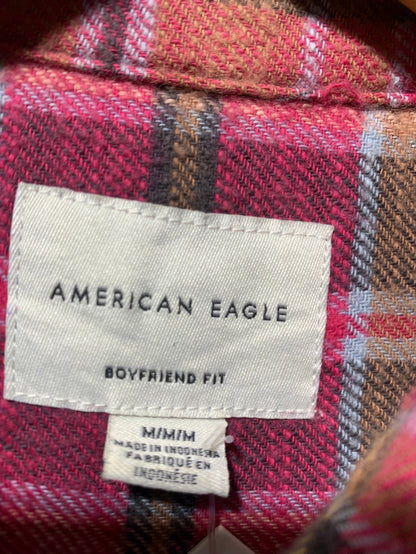 AMERICAN EAGLE
BOYFRIEND FIT
M/M/M
MADE IN INDONESIA
FABRIQUÉ EN
INDONÉSIE